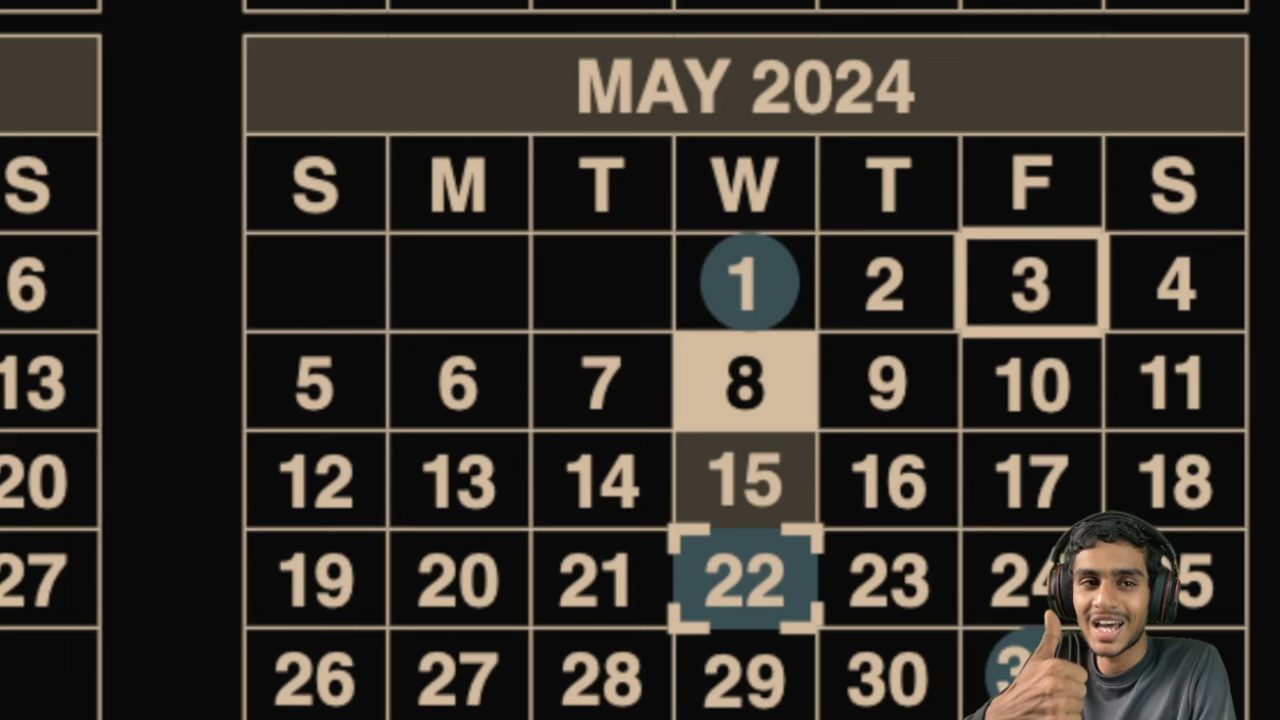 MAY 2024
S S M T W T F S
6 1 2 3 4
13 5 6 7 8 9 10 11
20 12 13 14 15 16 17 18
27 19 20 21 22 23
26 27 28 29 30